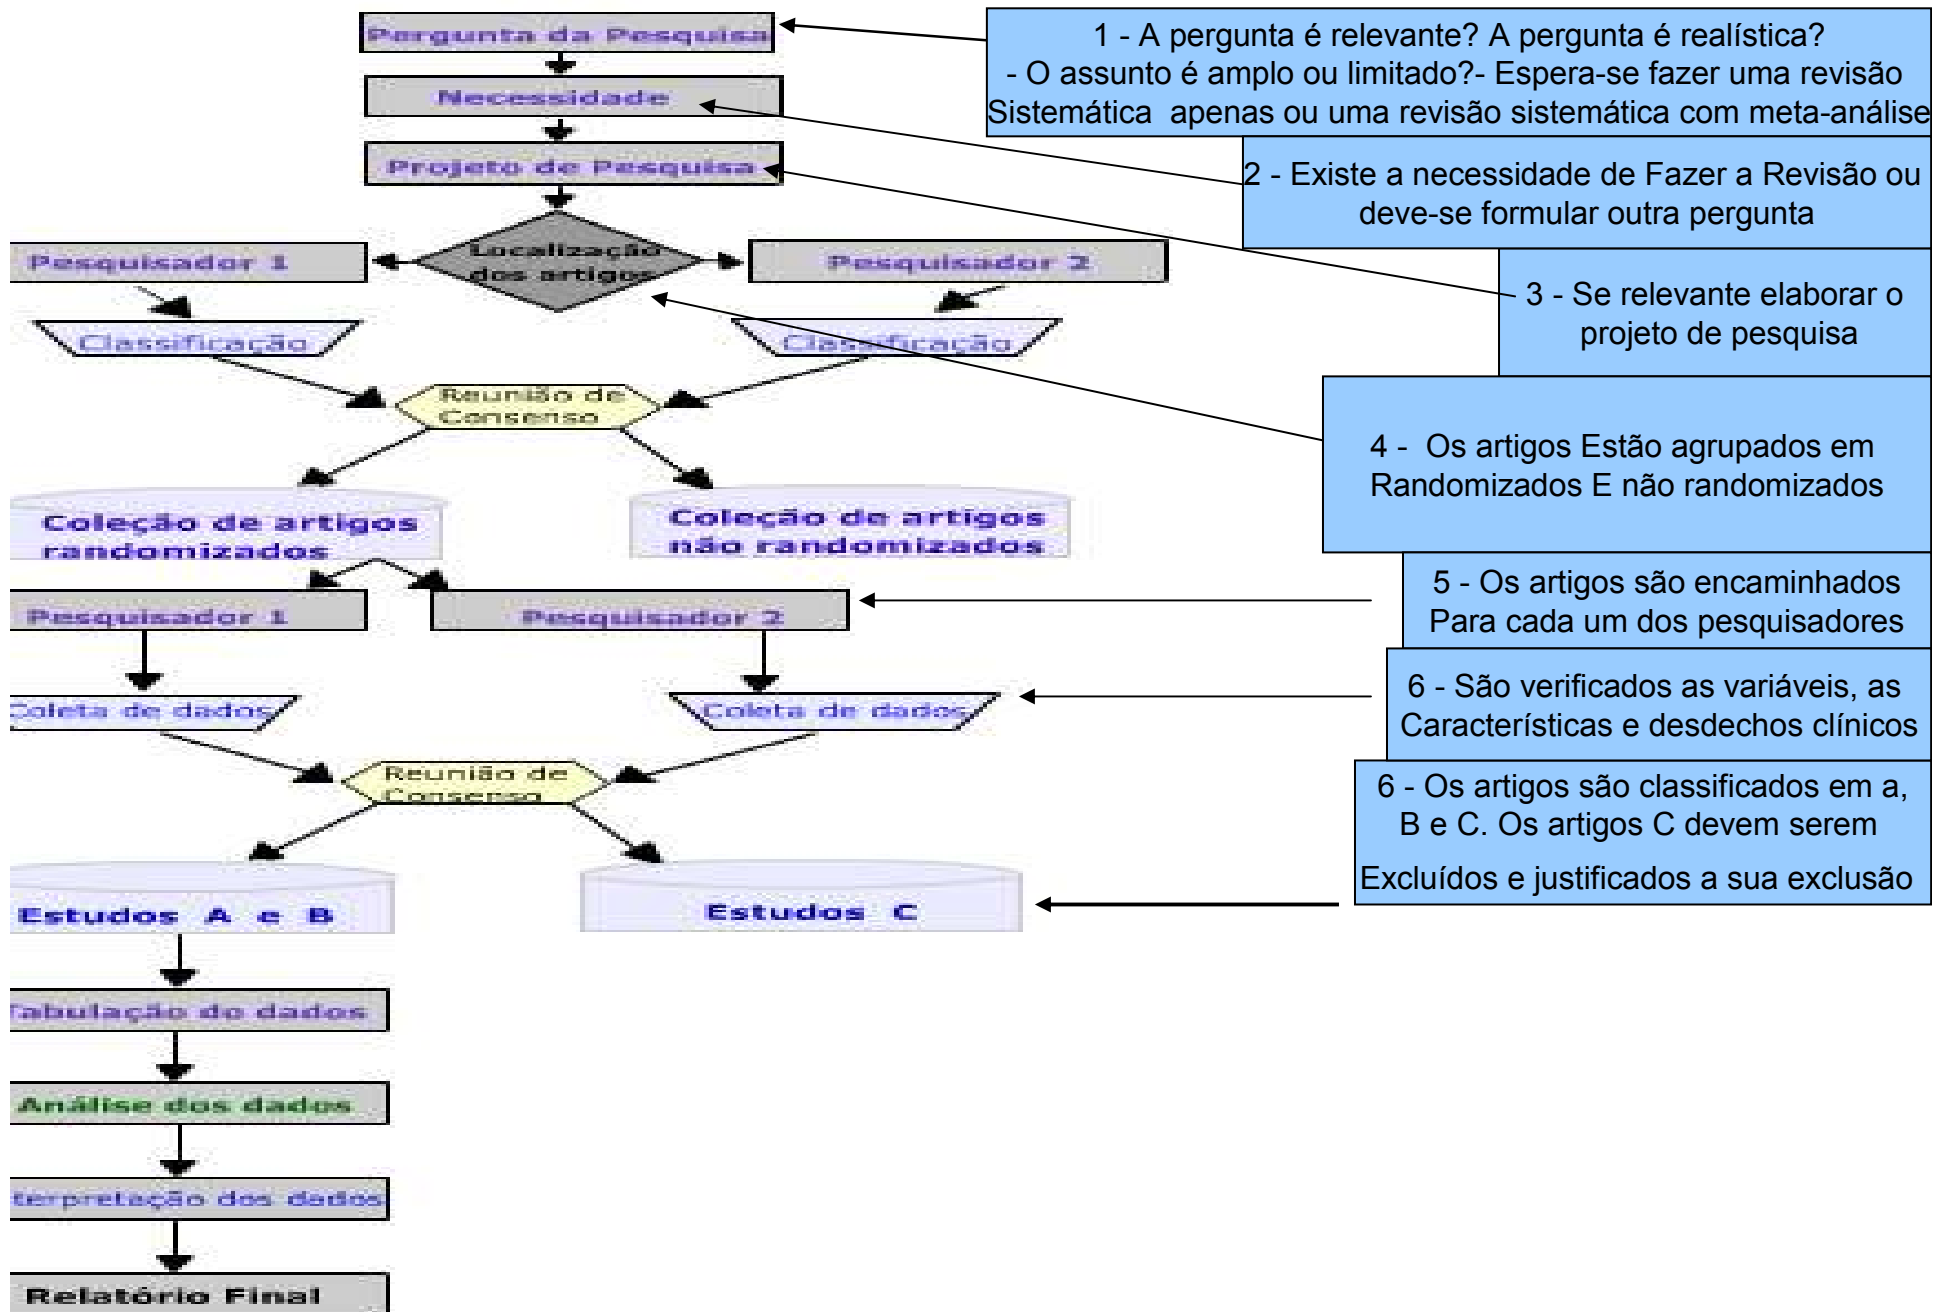 Pergunta da Pesquisa
Necessidade
Projeto de Pesquisa
Localização
dos artigos
Pesquisador 1
Pesquisador 2
Classificação
Classificação
Reunião de
Consenso
Coleção de artigos
randomizados
Coleção de artigos
não randomizados
Pesquisador 1
Pesquisador 2
Coleta de dados
Coleta de dados
Reunião de
Consenso
Estudos A e B
Estudos C
Tabulação do dados
Análise dos dados
terpretação dos dados
Relatório Final
1 - A pergunta é relevante? A pergunta é realística?
- O assunto é amplo ou limitado?- Espera-se fazer uma revisão
Sistemática apenas ou uma revisão sistemática com meta-análise
2 - Existe a necessidade de Fazer a Revisão ou
deve-se formular outra pergunta
3 - Se relevante elaborar o
projeto de pesquisa
4 - Os artigos Estão agrupados em
Randomizados E não randomizados
5 - Os artigos são encaminhados
Para cada um dos pesquisadores
6 - São verificados as variáveis, as
Características e desdechos clínicos
6 - Os artigos são classificados em a,
B e C. Os artigos C devem serem
Excluídos e justificados a sua exclusão